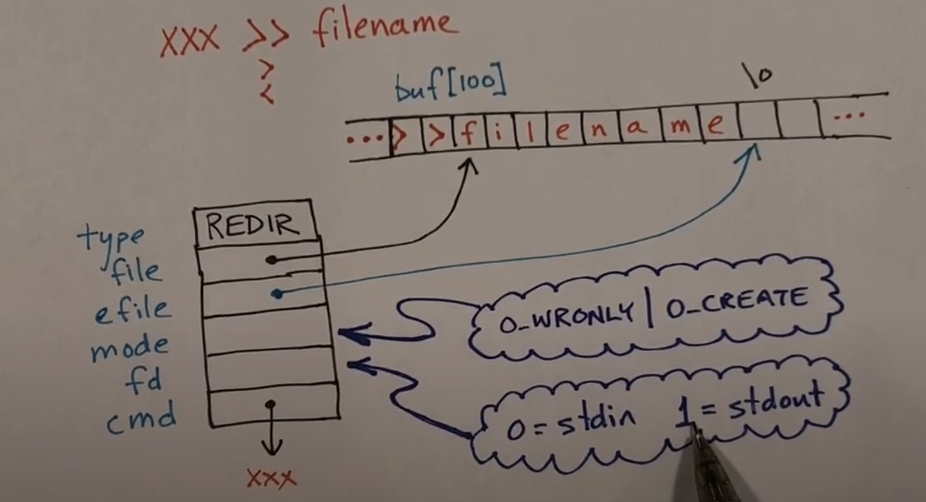 xxx >> filename
>
<
buf[100]
\0
...>>filename ...
REDIR
type
file
efile
mode
fd
cmd
O_WRONLY | O_CREATE
0 = stdin 1 = stdout
xxx